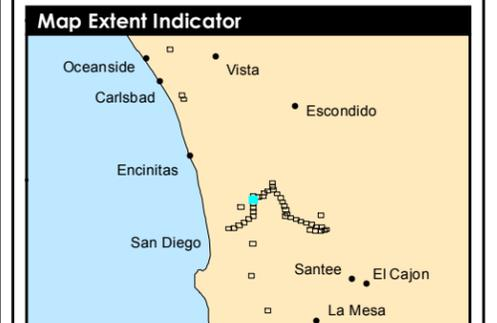 Map Extent Indicator
Oceanside
Vista
Carlsbad
Escondido
Encinitas
San Diego
Santee
El Cajon
La Mesa